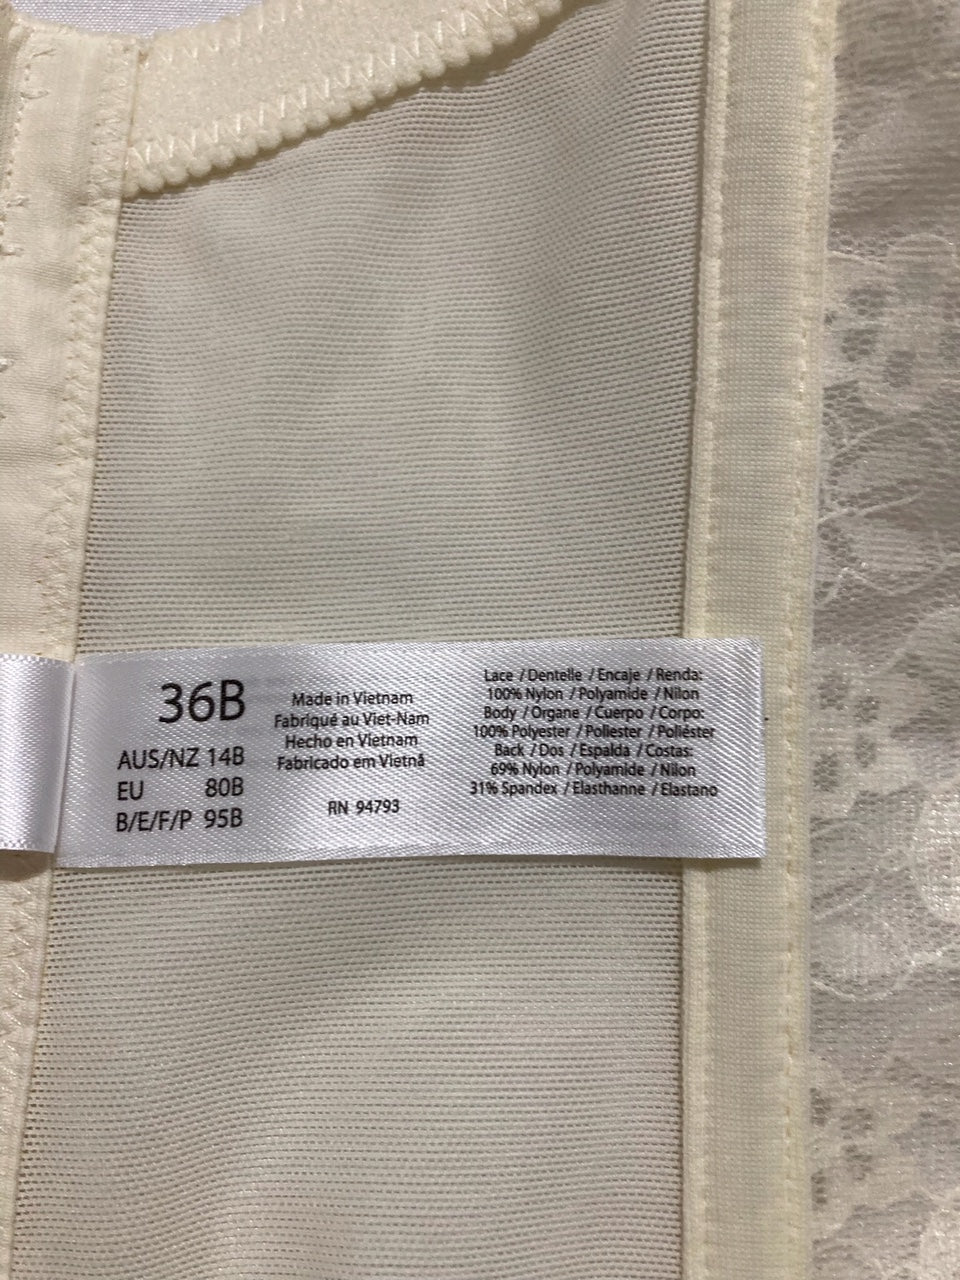 36B
AUS/NZ 14B
EU 80B
B/E/F/P 95B
Made in Vietnam
Fabriqué au Viet-Nam
Hecho en Vietnam
Fabricado em Vietnã
RN 94793
Lace / Dentelle / Encaje / Renda:
100% Nylon / Polyamide / Nilon
Body / Organe / Cuerpo / Corpo:
100% Polyester / Poliester / Poliéster
Back / Dos / Espalda / Costas:
69% Nylon / Polyamide / Nilon
31% Spandex / Elasthanne / Elastano